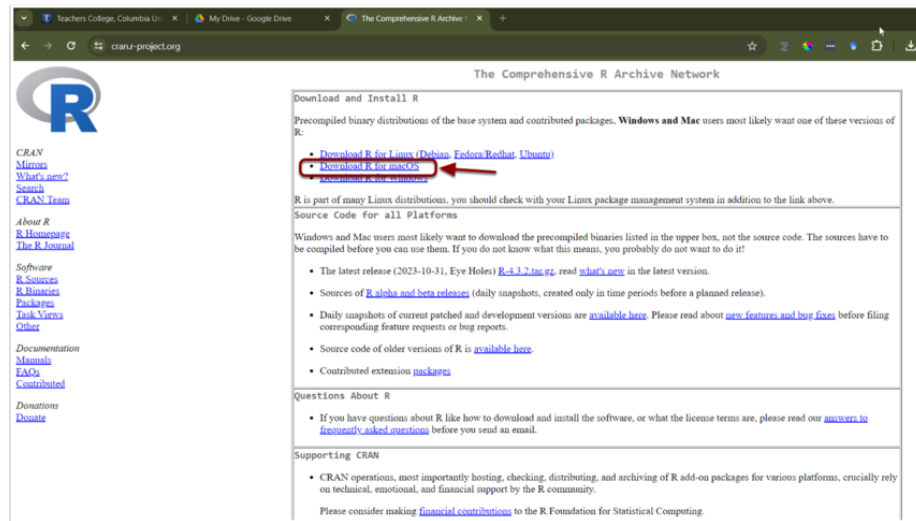 Teachers College, Columbia Un
My Drive - Google Drive
The Comprehensive R Archive
cran.r-project.org
R
CRAN
Mirrors
What's new?
Search
CRAN Team
About R
R Homepage
The R Journal
Software
R Sources
R Binaries
Packages
Task Views
Other
Documentation
Manuals
FAQs
Contributed
Donations
Donate
The Comprehensive R Archive Network
Download and Install R
Precompiled binary distributions of the base system and contributed packages, Windows and Mac users most likely want one of these versions of
R:
• Download R for Linux (Debian, Fedora/Redhat, Ubuntu)
• Download R for macOS
• Download R for Windows
R is part of many Linux distributions, you should check with your Linux package management system in addition to the link above.
Source Code for all Platforms
Windows and Mac users most likely want to download the precompiled binaries listed in the upper box, not the source code. The sources have to
be compiled before you can use them. If you do not know what this means, you probably do not want to do it!
• The latest release (2023-10-31, Eye Holes) R-4.3.2.tar.gz, read what's new in the latest version.
• Sources of R alpha and beta releases (daily snapshots, created only in time periods before a planned release).
• Daily snapshots of current patched and development versions are available here. Please read about new features and bug fixes before filing
corresponding feature requests or bug reports.
• Source code of older versions of R is available here.
• Contributed extension packages
Questions About R
• If you have questions about R like how to download and install the software, or what the license terms are, please read our answers to
frequently asked questions before you send an email.
Supporting CRAN
• CRAN operations, most importantly hosting, checking, distributing, and archiving of R add-on packages for various platforms, crucially rely
on technical, emotional, and financial support by the R community.
Please consider making financial contributions to the R Foundation for Statistical Computing.